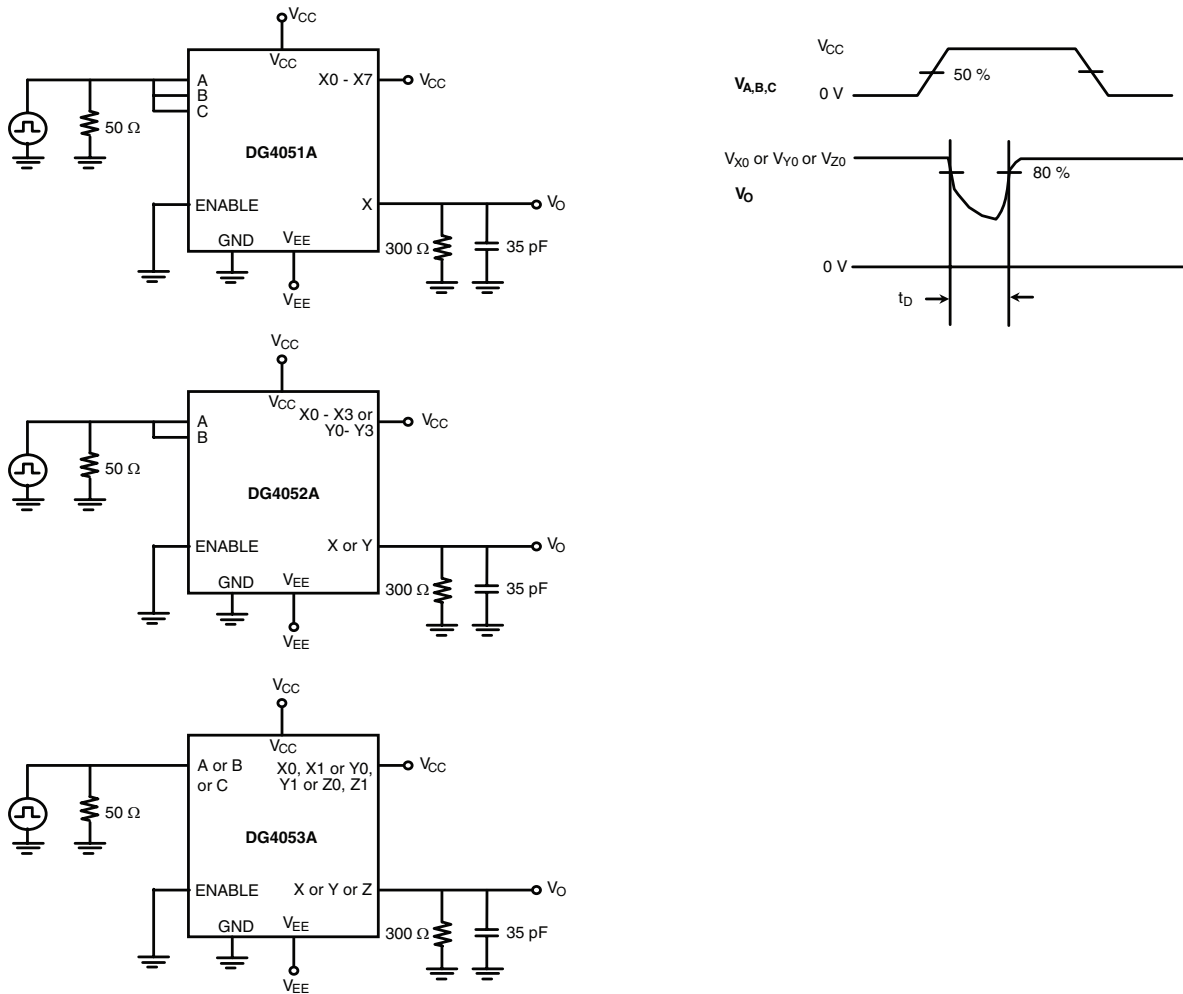 VCC
VCC
A
B
C
X0 - X7
VCC
50 Ω
DG4051A
ENABLE
X
VO
GND
VEE
300 Ω
35 pF
VEE
VCC
VCC
A
B
X0 - X3 or
Y0- Y3
VCC
50 Ω
DG4052A
ENABLE
X or Y
VO
GND
VEE
300 Ω
35 pF
VEE
VCC
VCC
A or B
or C
X0, X1 or Y0,
Y1 or Z0, Z1
VCC
50 Ω
DG4053A
ENABLE
X or Y or Z
VO
GND
VEE
300 Ω
35 pF
VEE
VCC
VA,B,C
50 %
0 V
VX0 or VY0 or VZ0
VO
80 %
0 V
tD